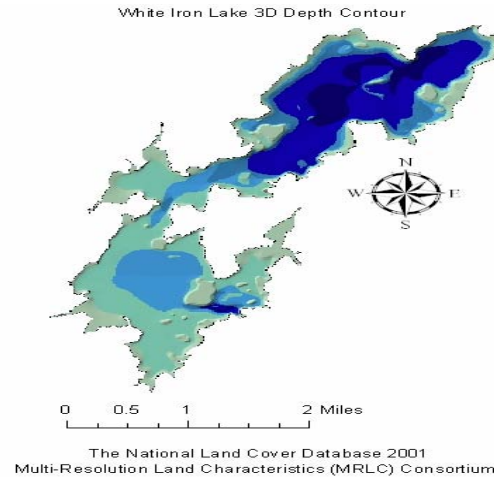 White Iron Lake 3D Depth Contour
N
W E
S
0 0.5 1 2 Miles
The National Land Cover Database 2001
Multi-Resolution Land Characteristics (MRLC) Consortium